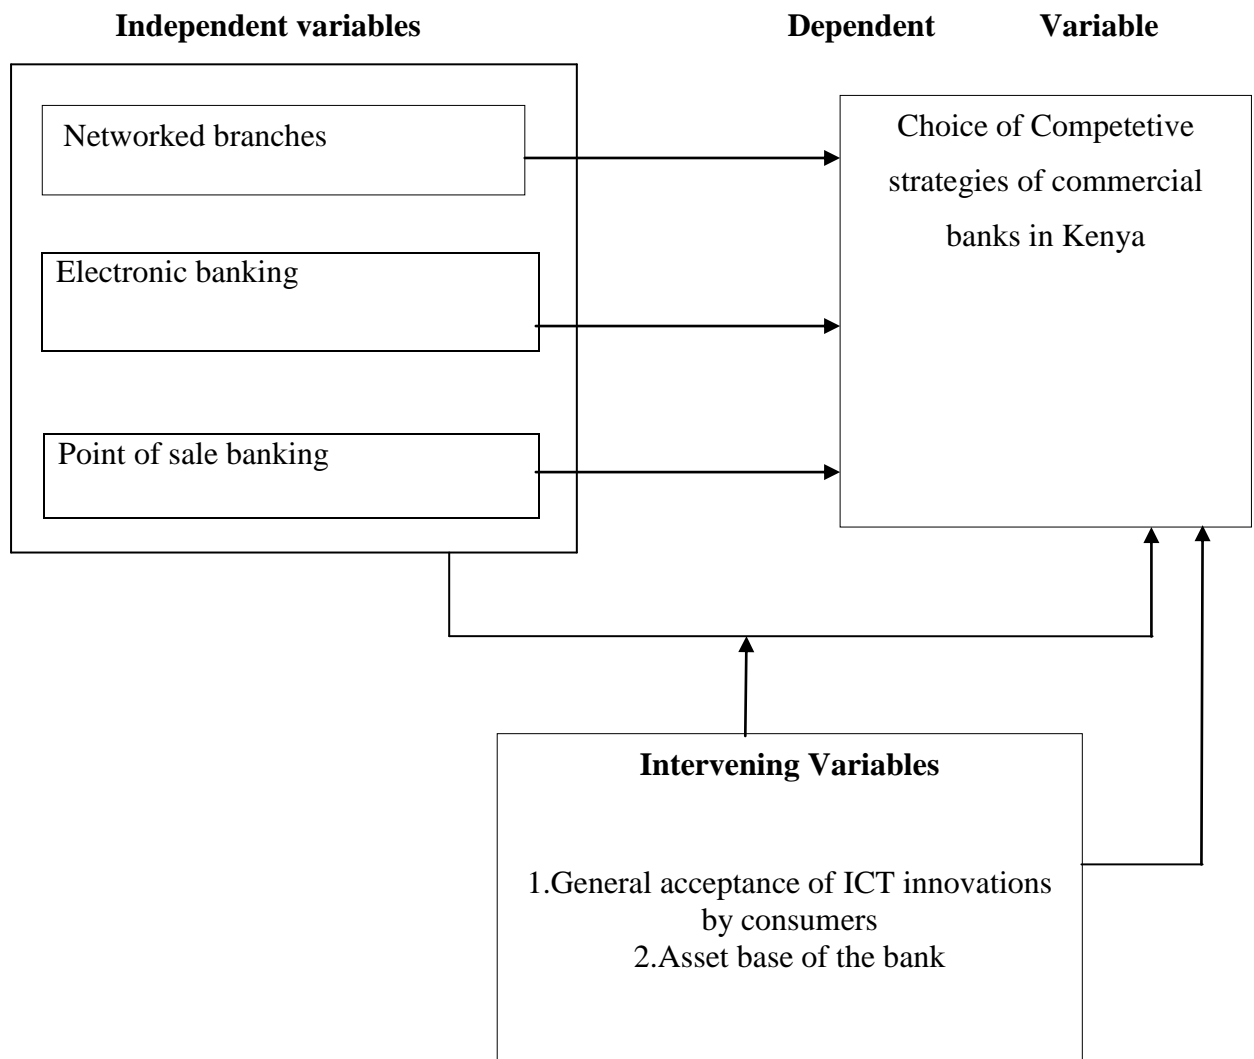 Independent variables
Dependent Variable
Networked branches
Electronic banking
Point of sale banking
Choice of Competetive
strategies of commercial
banks in Kenya
Intervening Variables
1.General acceptance of ICT innovations
by consumers
2.Asset base of the bank